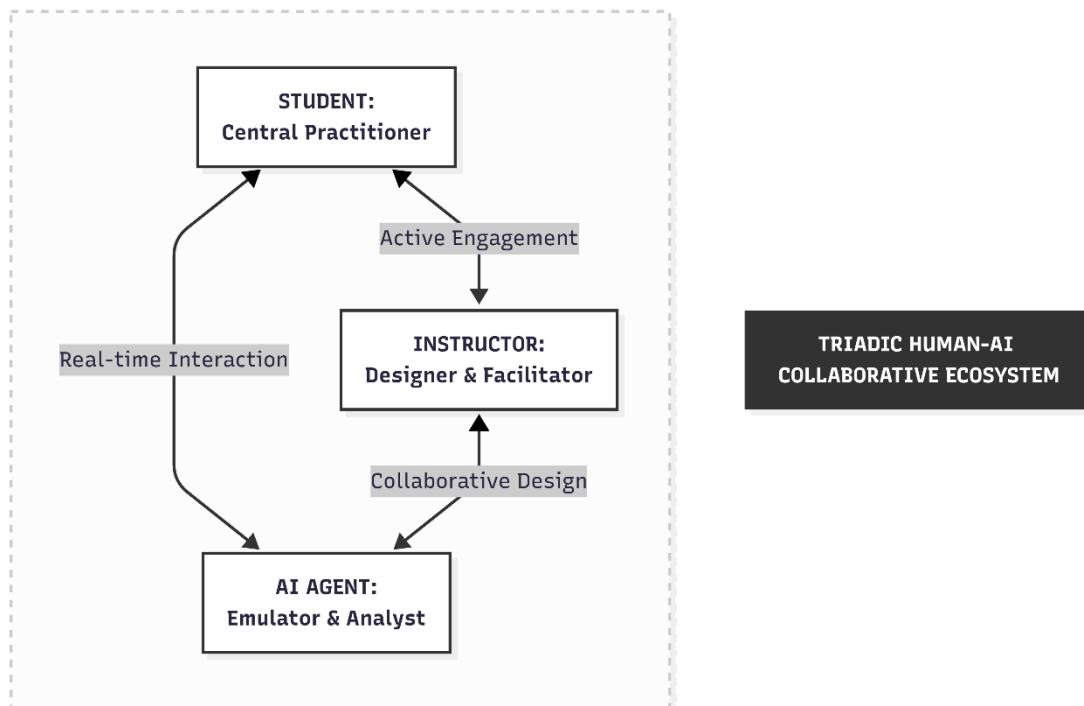 STUDENT:
Central Practitioner
Active Engagement
INSTRUCTOR:
Designer & Facilitator
Real-time Interaction
Collaborative Design
AI AGENT:
Emulator & Analyst
TRIADIC HUMAN-AI
COLLABORATIVE ECOSYSTEM